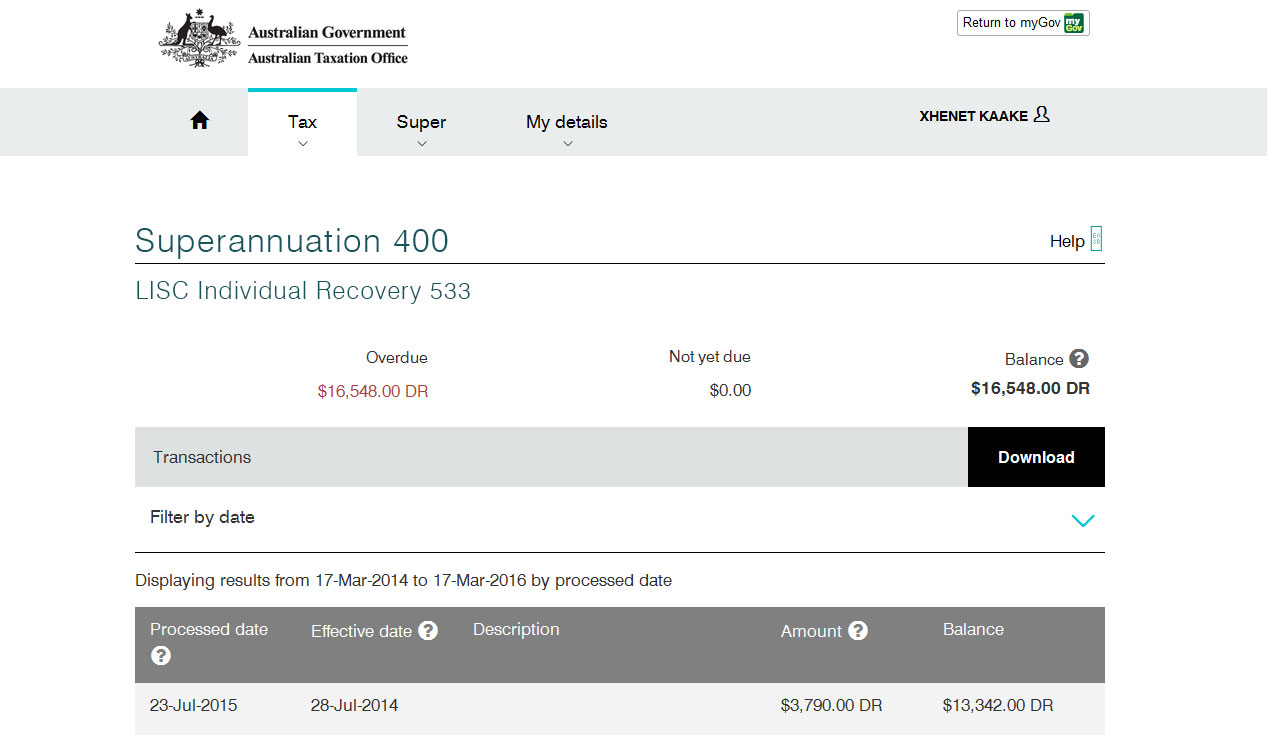 Australian Government
Australian Taxation Office
Return to myGov
my
Gov
Tax
Super
My details
XHENET KAAKE
Superannuation 400
Help
LISC Individual Recovery 533
Overdue
Not yet due
Balance ?
$16,548.00 DR
$0.00
$16,548.00 DR
Transactions
Download
Filter by date
Displaying results from 17-Mar-2014 to 17-Mar-2016 by processed date
Processed date ?
Effective date ?
Description
Amount ?
Balance
23-Jul-2015
28-Jul-2014
$3,790.00 DR
$13,342.00 DR